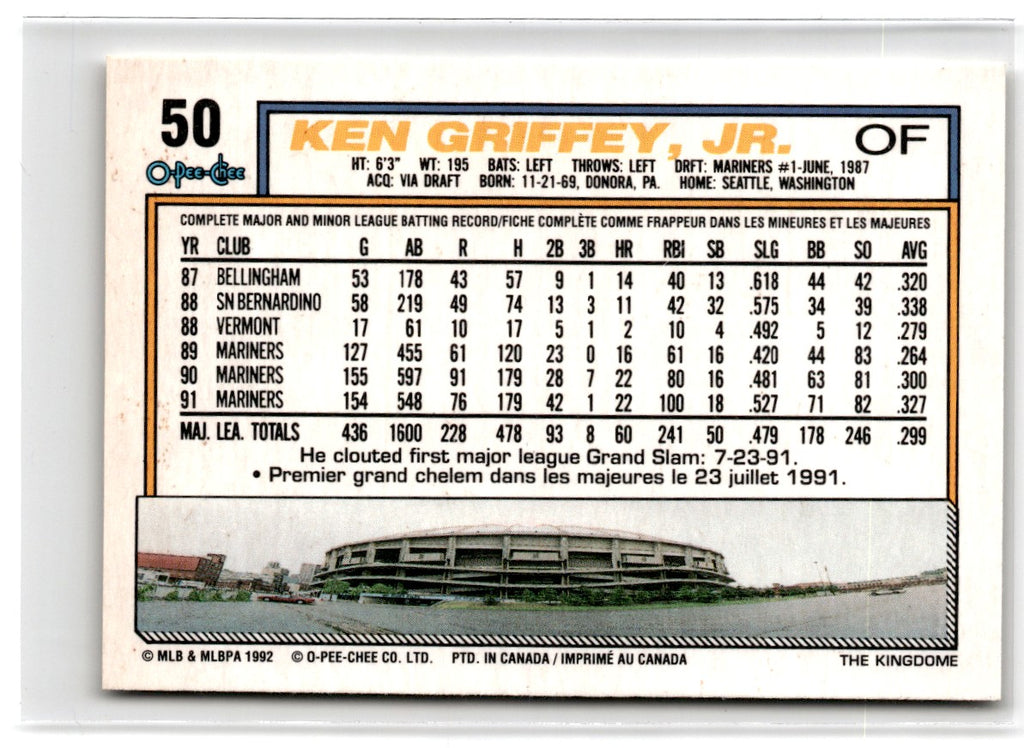 50
O-Pee-Chee
KEN GRIFFEY, JR. OF
HT: 6'3" WT: 195 BATS: LEFT THROWS: LEFT DRFT: MARINERS #1-JUNE, 1987
ACQ: VIA DRAFT BORN: 11-21-69, DONORA, PA. HOME: SEATTLE, WASHINGTON
COMPLETE MAJOR AND MINOR LEAGUE BATTING RECORD/FICHE COMPLÈTE COMME FRAPPEUR DANS LES MINEURES ET LES MAJEURES
YR CLUB G AB R H 2B 3B HR RBI SB SLG BB SO AVG
87 BELLINGHAM 53 178 43 57 9 1 14 40 13 .618 44 42 .320
88 SN BERNARDINO 58 219 49 74 13 3 11 42 32 .575 34 39 .338
88 VERMONT 17 61 10 17 5 1 2 10 4 .492 5 12 .279
89 MARINERS 127 455 61 120 23 0 16 61 16 .420 44 83 .264
90 MARINERS 155 597 91 179 28 7 22 80 16 .481 63 81 .300
91 MARINERS 154 548 76 179 42 1 22 100 18 .527 71 82 .327
MAJ. LEA. TOTALS 436 1600 228 478 93 8 60 241 50 .479 178 246 .299
He clouted first major league Grand Slam: 7-23-91.
• Premier grand chelem dans les majeures le 23 juillet 1991.
© MLB & MLBPA 1992 © O-PEE-CHEE CO. LTD. PTD. IN CANADA / IMPRIMÉ AU CANADA THE KINGDOME